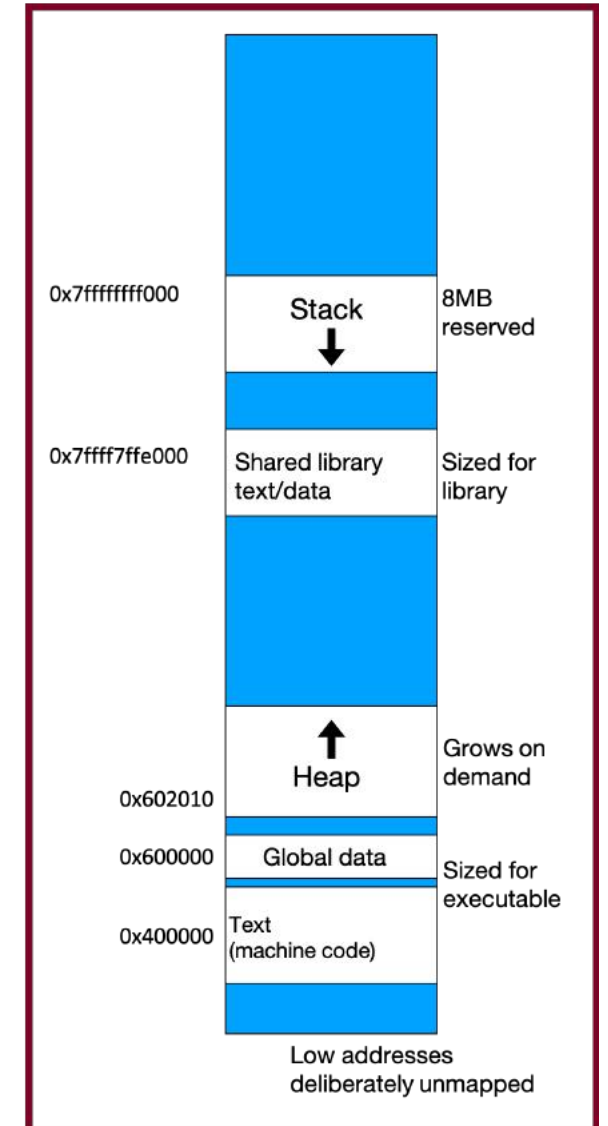 0x7ffffffff000
Stack
8MB
reserved
0x7ffff7ffe000
Shared library
text/data
Sized for
library
Heap
Grows on
demand
0x602010
0x600000
Global data
Sized for
executable
0x400000
Text
(machine code)
Low addresses
deliberately unmapped